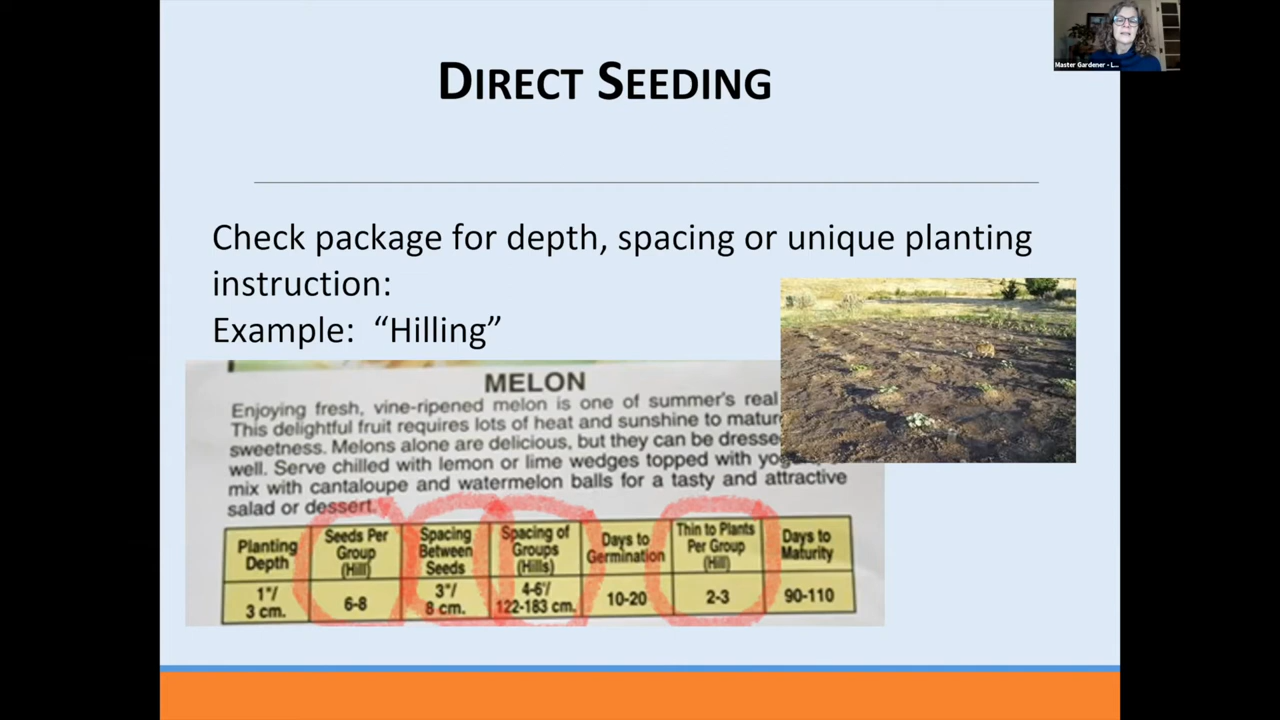 DIRECT SEEDING
Master Gardener - L...
Check package for depth, spacing or unique planting
instruction:
Example: “Hilling”
MELON
Enjoying fresh, vine-ripened melon is one of summer's real
This delightful fruit requires lots of heat and sunshine to
sweetness. Melons alone are delicious, but they can be
well. Serve chilled with lemon or lime wedges topped with
mix with cantaloupe and watermelon balls for a tasty and attractive
salad or dessert.
Planting Depth
Seeds Per Group (Hill)
Spacing Between Seeds
Spacing of Groups (Hills)
Days to Germination
Thin to Plants Per Group (Hill)
Days to Maturity
1"/ 3 cm.
6-8
3"/ 8 cm.
4-6'/ 122-183 cm.
10-20
2-3
90-110